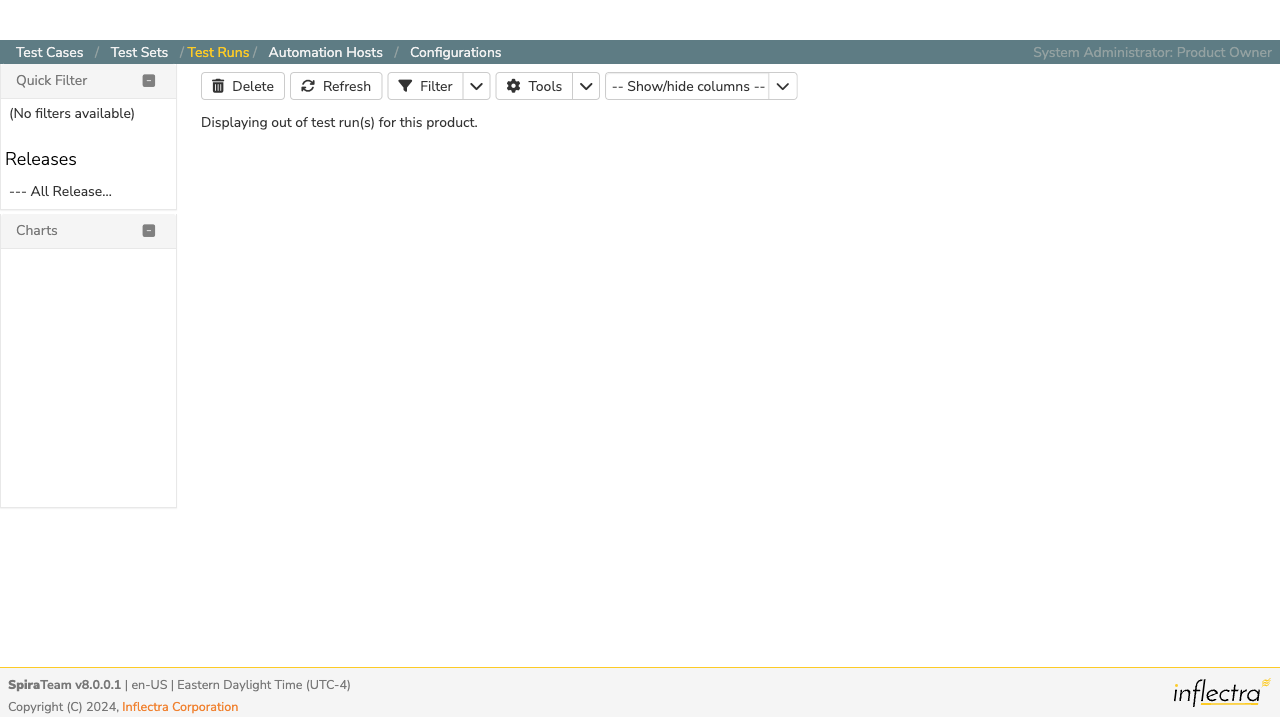 Test Cases / Test Sets / Test Runs / Automation Hosts / Configurations System Administrator: Product Owner
Quick Filter
Delete Refresh Filter Tools -- Show/hide columns --
(No filters available)
Displaying out of test run(s) for this product.
Releases
--- All Release...
Charts
SpiraTeam v8.0.0.1 | en-US | Eastern Daylight Time (UTC-4)
inflectra
Copyright (C) 2024, Inflectra Corporation